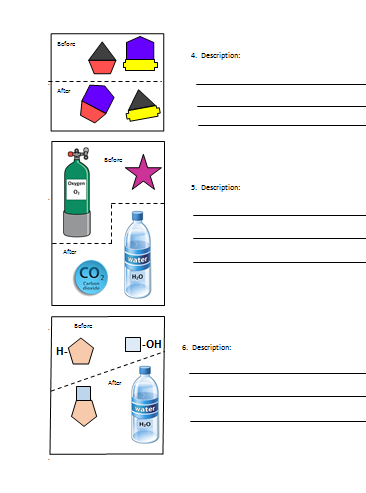 Before
After
4. Description:
Before
Oxygen
O2
After
CO2
Carbon
dioxide
water
H2O
5. Description:
Before
H-
-OH
After
water
H2O
6. Description: